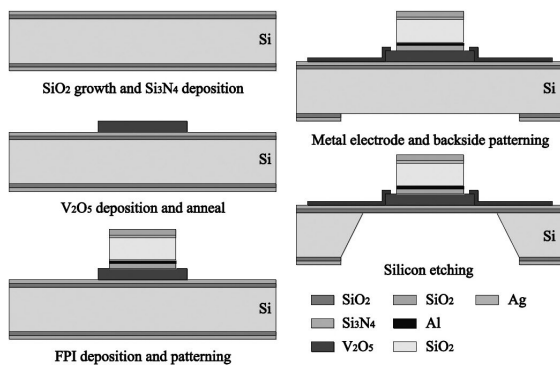 Si
SiO2 growth and Si3N4 deposition
Si
V2O5 deposition and anneal
Si
FPI deposition and patterning
Si
Metal electrode and backside patterning
Si
Silicon etching
SiO2 SiO2 Ag
Si3N4 Al
V2O5 SiO2